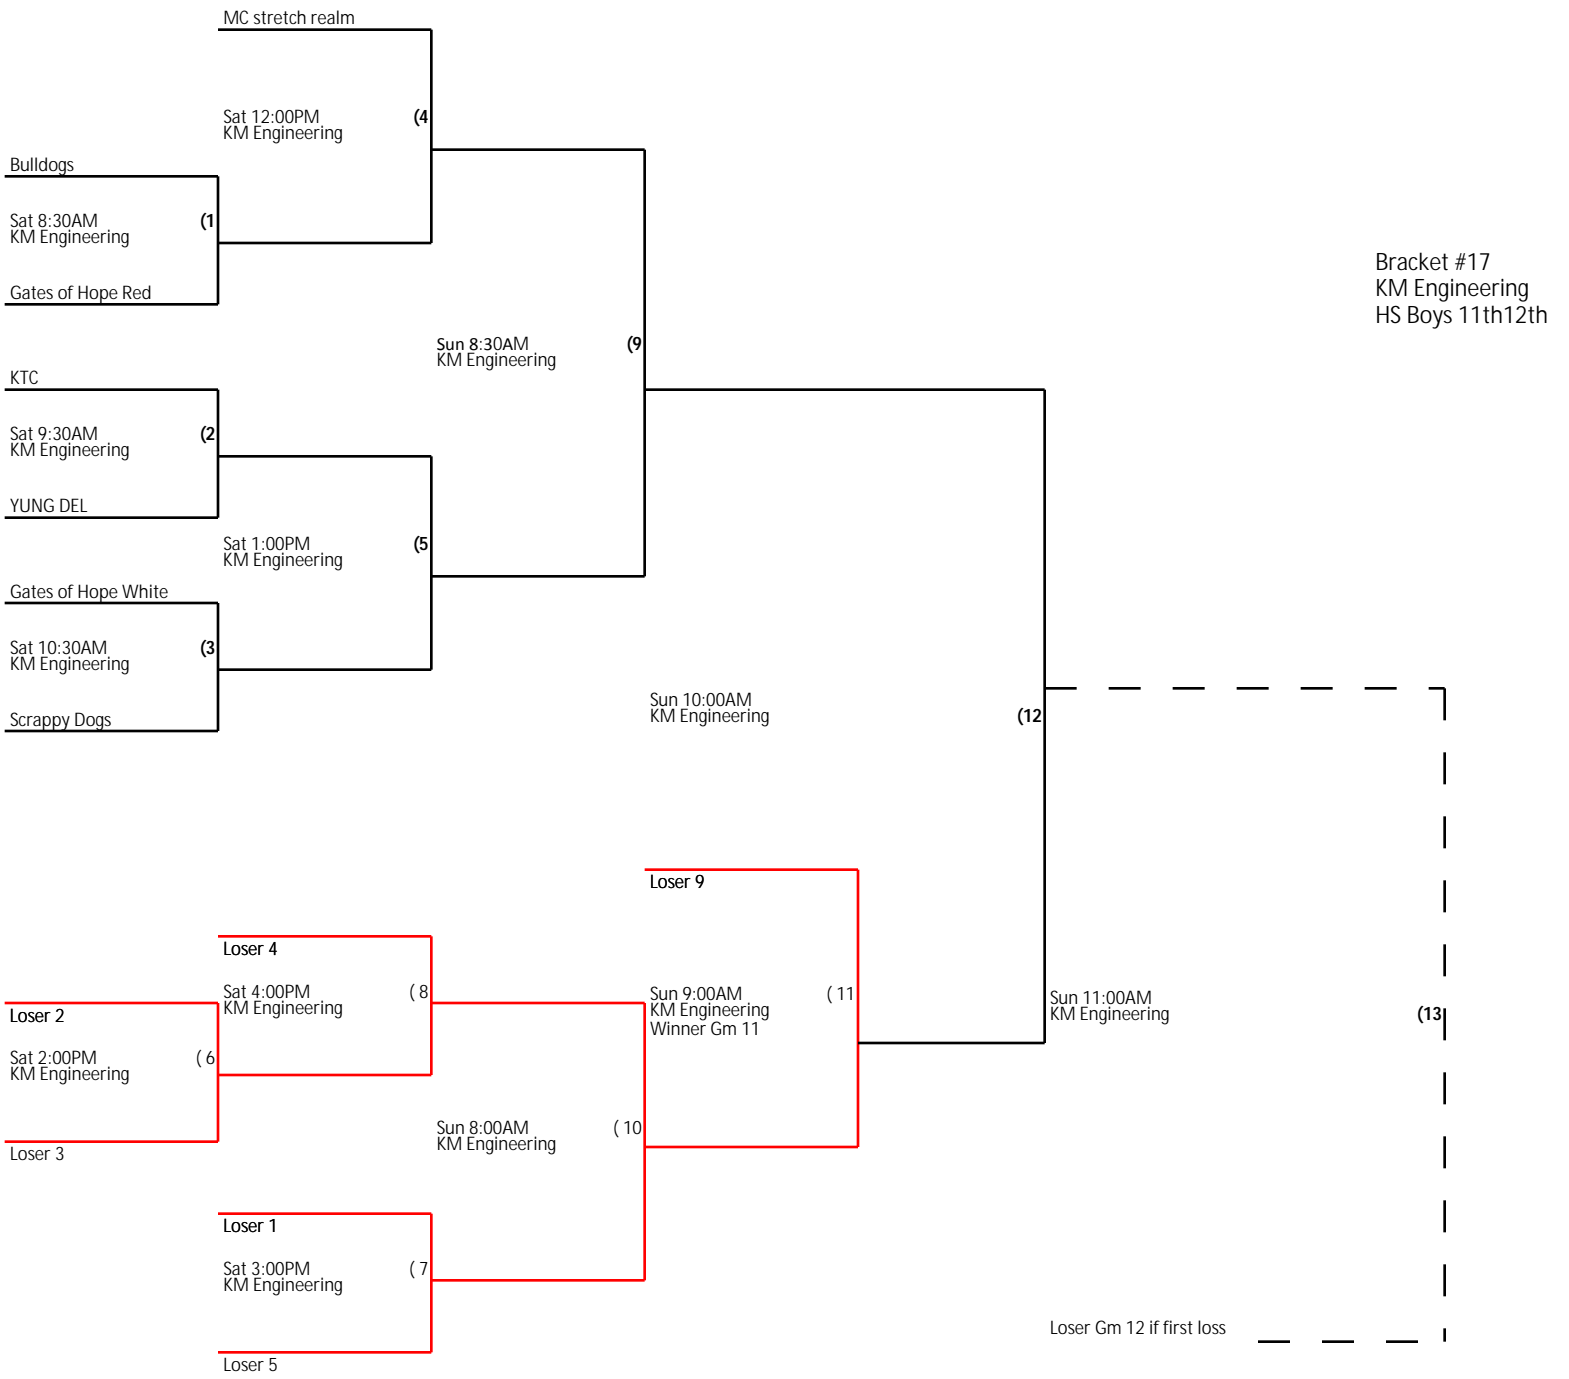 MC stretch realm
Sat 12:00PM
KM Engineering
(4
Bulldogs
Sat 8:30AM
KM Engineering
(1
Gates of Hope Red
Bracket #17
KM Engineering
HS Boys 11th12th
Sun 8:30AM
KM Engineering
(9
KTC
Sat 9:30AM
KM Engineering
(2
YUNG DEL
Sat 1:00PM
KM Engineering
(5
Gates of Hope White
Sat 10:30AM
KM Engineering
(3
Scrappy Dogs
Sun 10:00AM
KM Engineering
(12
Loser 9
Loser 4
Sat 4:00PM
KM Engineering
( 8
Sun 9:00AM
KM Engineering
Winner Gm 11
( 11
Sun 11:00AM
KM Engineering
(13
Loser 2
Sat 2:00PM
KM Engineering
( 6
Loser 3
Sun 8:00AM
KM Engineering
( 10
Loser 1
Sat 3:00PM
KM Engineering
( 7
Loser 5
Loser Gm 12 if first loss